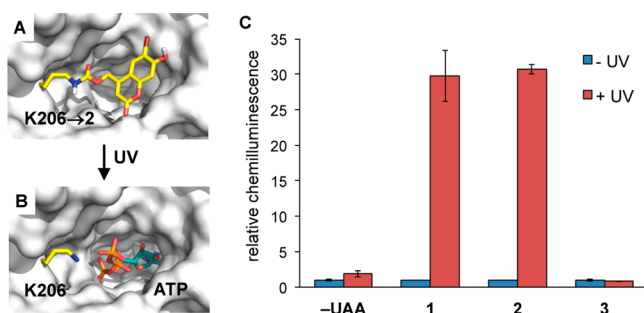 A
K206→2
UV
B
K206
ATP
C
relative chemilluminescence
35
30
25
20
15
10
5
0
- UV
+ UV
–UAA
1
2
3